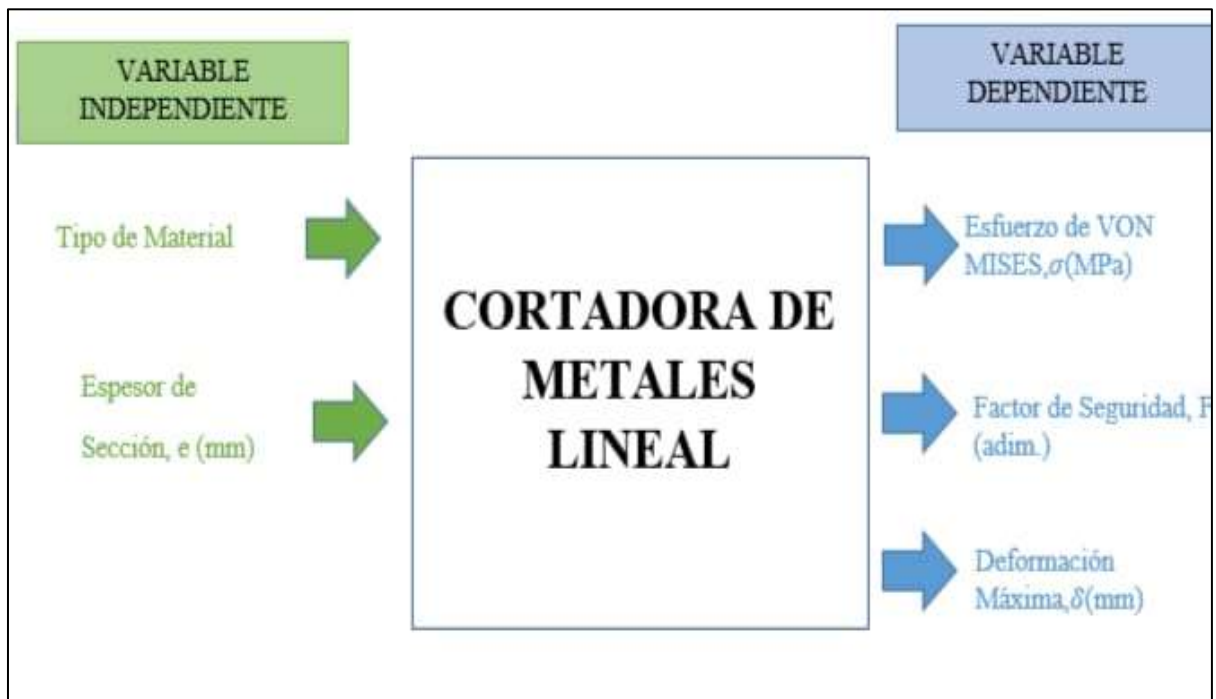 VARIABLE
INDEPENDIENTE
VARIABLE
DEPENDIENTE
Tipo de Material
Espesor de
Sección, e (mm)
CORTADORA DE
METALES
LINEAL
Esfuerzo de VON
MISES,σ(MPa)
Factor de Seguridad, F
(adim.)
Deformación
Máxima,δ(mm)